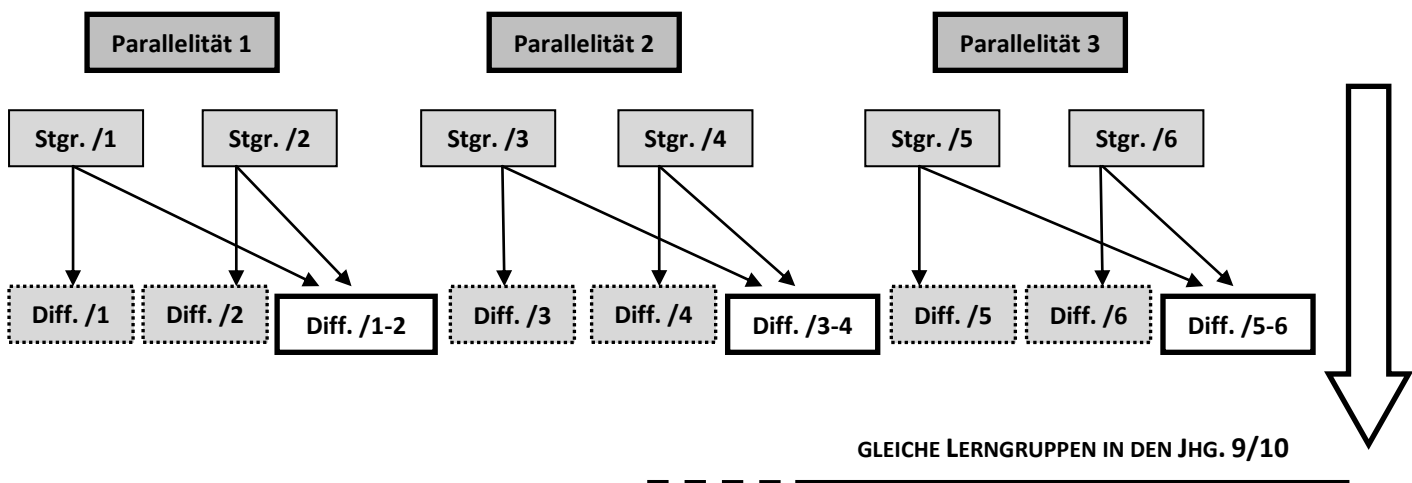 Parallelität 1 Parallelität 2 Parallelität 3
Stgr. /1 Stgr. /2 Stgr. /3 Stgr. /4 Stgr. /5 Stgr. /6
Diff. /1 Diff. /2 Diff. /1-2 Diff. /3 Diff. /4 Diff. /3-4 Diff. /5 Diff. /6 Diff. /5-6
GLEICHE LERNGRUPPEN IN DEN JHG. 9/10